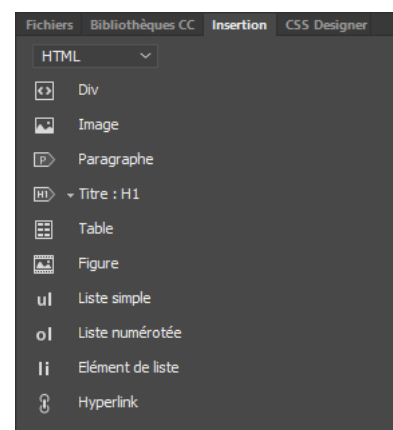 Fichiers Bibliothèques CC Insertion CSS Designer
HTML
Div
Image
P Paragraphe
H1 Titre : H1
Table
Figure
ul Liste simple
ol Liste numérotée
li Elément de liste
Hyperlink